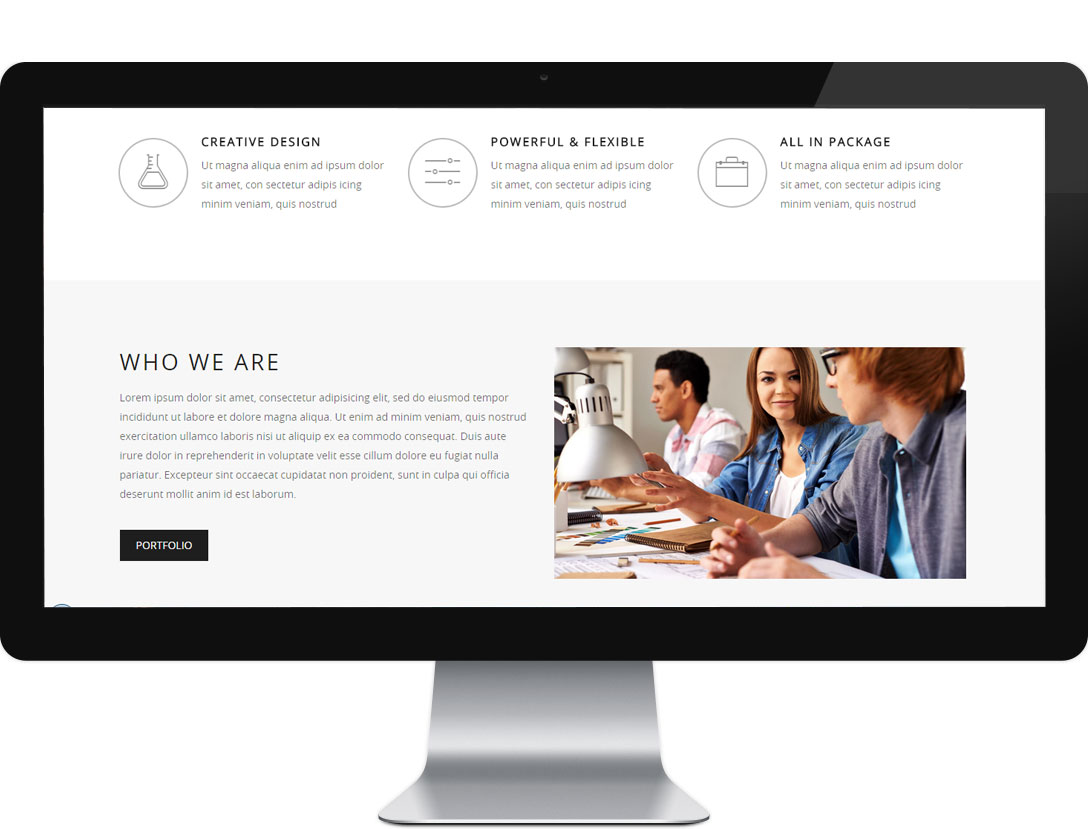 CREATIVE DESIGN
Ut magna aliqua enim ad ipsum dolor
sit amet, con sectetur adipis icing
minim veniam, quis nostrud
POWERFUL & FLEXIBLE
Ut magna aliqua enim ad ipsum dolor
sit amet, con sectetur adipis icing
minim veniam, quis nostrud
ALL IN PACKAGE
Ut magna aliqua enim ad ipsum dolor
sit amet, con sectetur adipis icing
minim veniam, quis nostrud
WHO WE ARE
Lorem ipsum dolor sit amet, consectetur adipisicing elit, sed do eiusmod tempor
incididunt ut labore et dolore magna aliqua. Ut enim ad minim veniam, quis nostrud
exercitation ullamco laboris nisi ut aliquip ex ea commodo consequat. Duis aute
irure dolor in reprehenderit in voluptate velit esse cillum dolore eu fugiat nulla
pariatur. Excepteur sint occaecat cupidatat non proident, sunt in culpa qui officia
deserunt mollit anim id est laborum.
PORTFOLIO